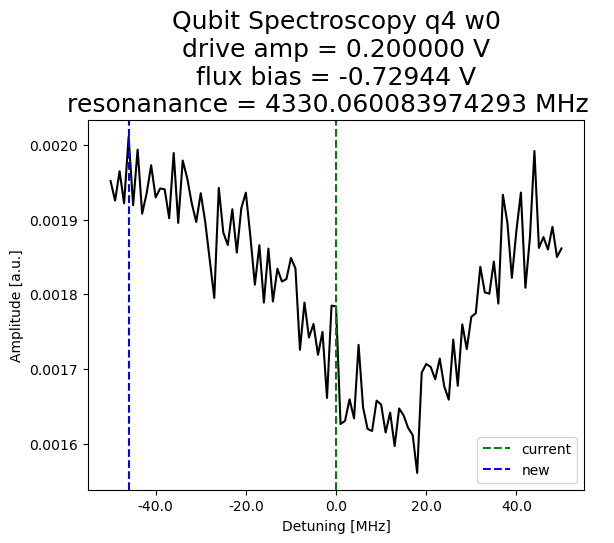 Qubit Spectroscopy q4 w0
drive amp = 0.200000 V
flux bias = -0.72944 V
resonanance = 4330.060083974293 MHz
0.0020
0.0019
0.0018
0.0017
0.0016
Amplitude [a.u.]
-40.0
-20.0
0.0
20.0
40.0
Detuning [MHz]
current
new